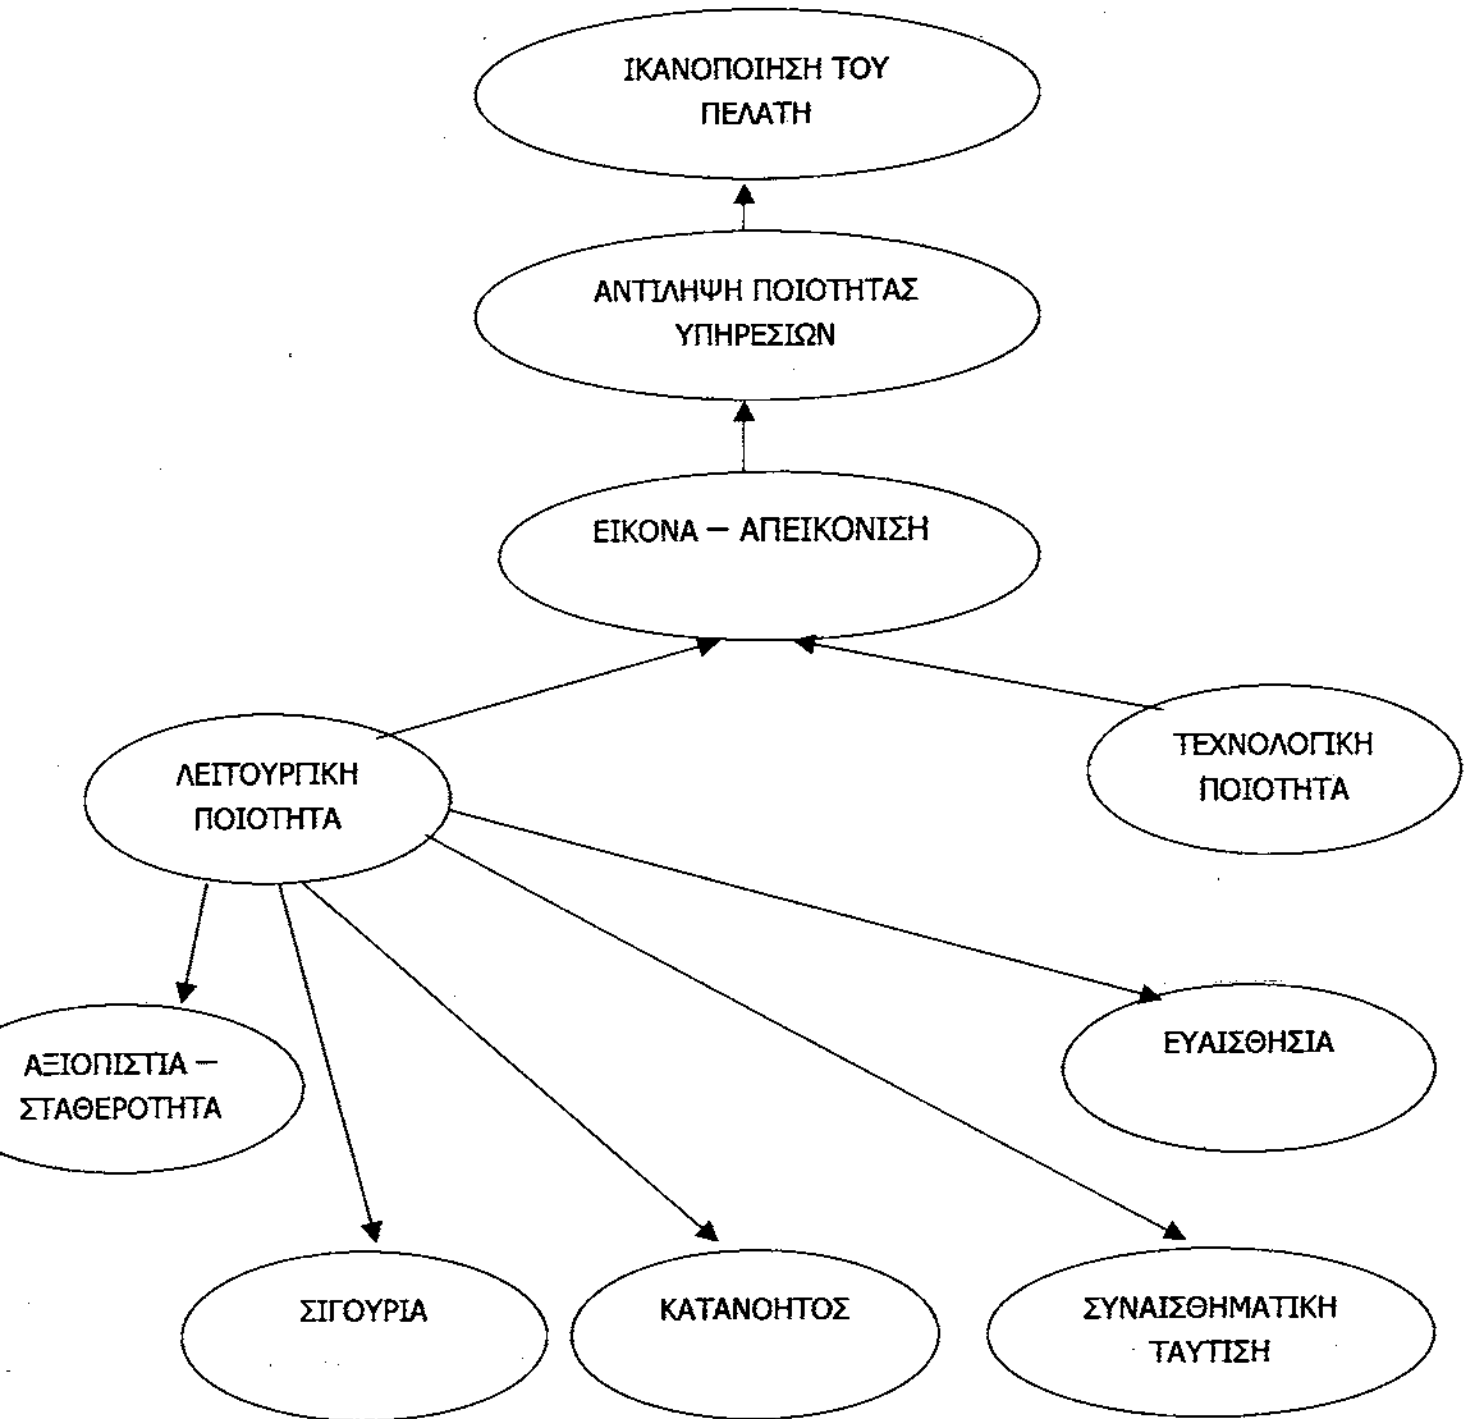 ΙΚΑΝΟΠΟΙΗΣΗ ΤΟΥ
ΠΕΛΑΤΗ
ΑΝΤΙΛΗΨΗ ΠΟΙΟΤΗΤΑΣ
ΥΠΗΡΕΣΙΩΝ
ΕΙΚΟΝΑ – ΑΠΕΙΚΟΝΙΣΗ
ΛΕΙΤΟΥΡΓΙΚΗ
ΠΟΙΟΤΗΤΑ
ΤΕΧΝΟΛΟΓΙΚΗ
ΠΟΙΟΤΗΤΑ
ΑΞΙΟΠΙΣΤΙΑ –
ΣΤΑΘΕΡΟΤΗΤΑ
ΕΥΑΙΣΘΗΣΙΑ
ΣΙΓΟΥΡΙΑ
ΚΑΤΑΝΟΗΤΟΣ
ΣΥΝΑΙΣΘΗΜΑΤΙΚΗ
ΤΑΥΤΙΣΗ